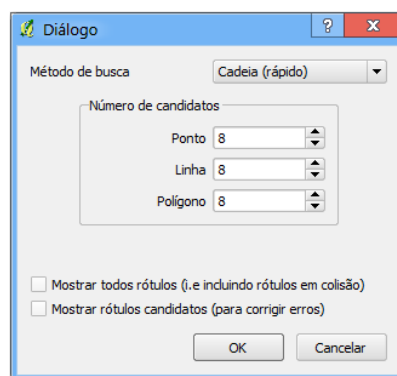 Diálogo
Método de busca Cadeia (rápido)
Número de candidatos
Ponto 8
Linha 8
Polígono 8
Mostrar todos rótulos (i.e incluindo rótulos em colisão)
Mostrar rótulos candidatos (para corrigir erros)
OK Cancelar